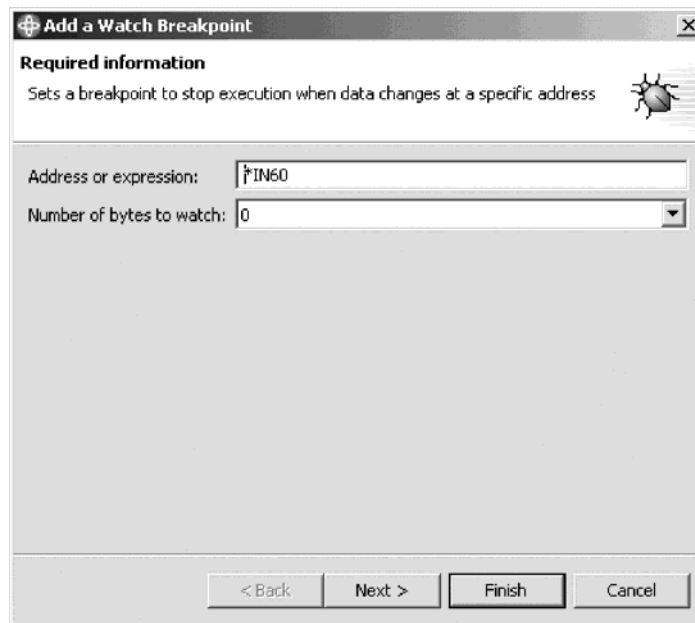 Add a Watch Breakpoint
Required information
Sets a breakpoint to stop execution when data changes at a specific address
Address or expression: *IN60
Number of bytes to watch: 0
< Back Next > Finish Cancel